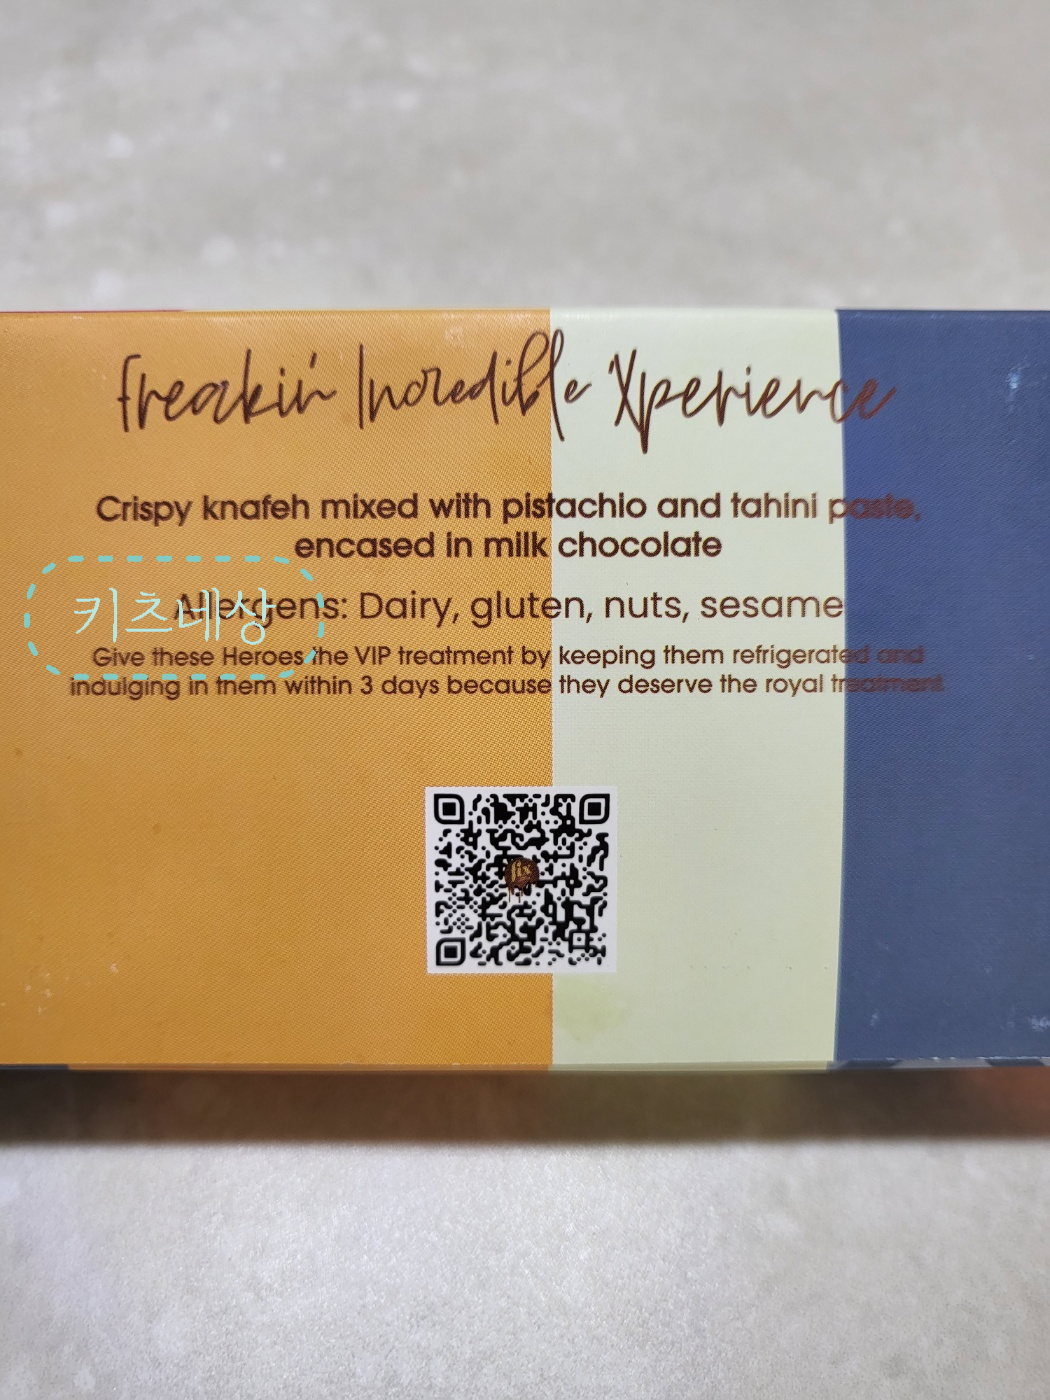 Freakin' Incredible Xperience
Crispy knafeh mixed with pistachio and tahini paste,
encased in milk chocolate
Allergens: Dairy, gluten, nuts, sesame
키츠네상
Give these Heroes the VIP treatment by keeping them refrigerated and
indulging in them within 3 days because they deserve the royal treatment
fix